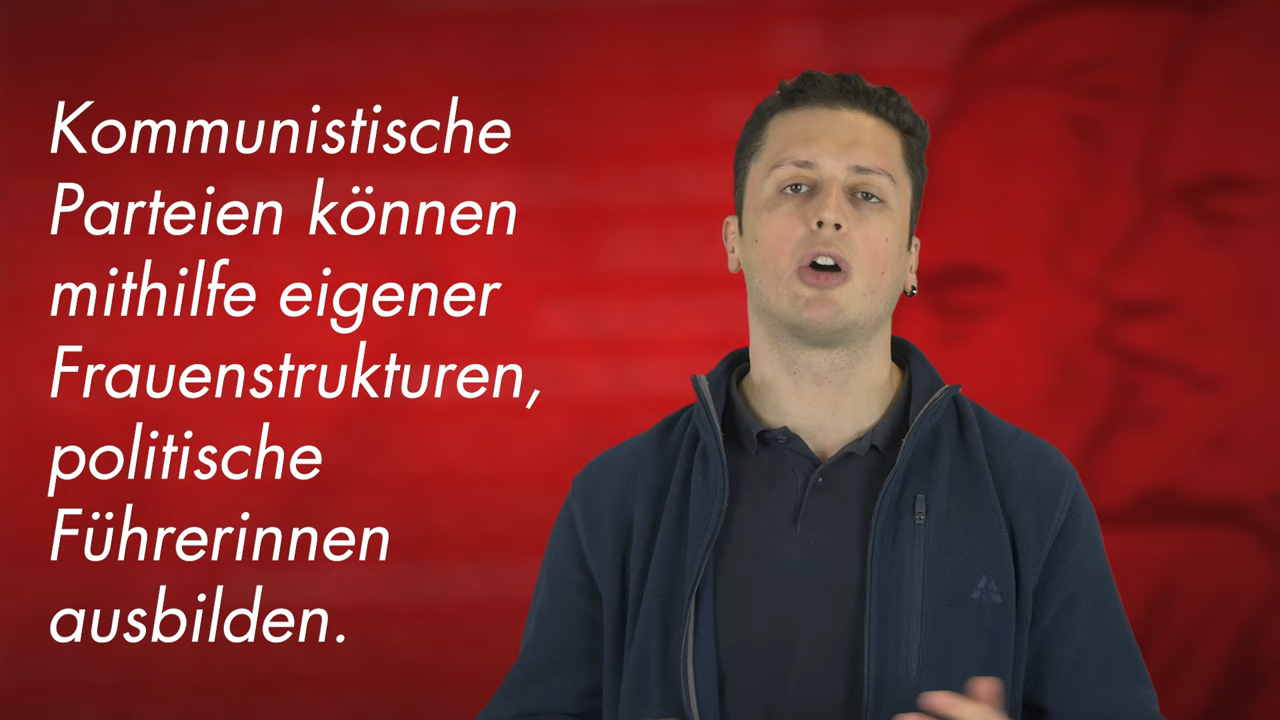 Kommunistische
Parteien können
mithilfe eigener
Frauenstrukturen,
politische
Führerinnen
ausbilden.